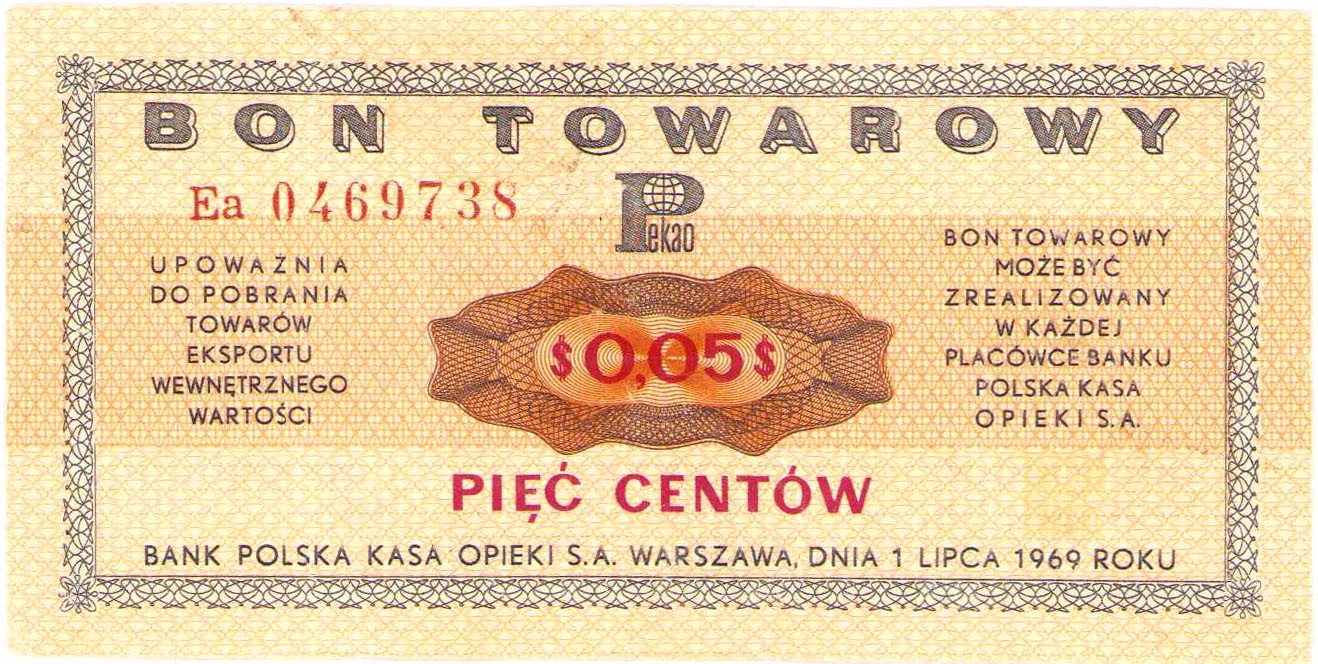 BON TOWAROWY
Ea 0469738
Pekao
UPOWAŻNIA
DO POBRANIA
TOWARÓW
EKSPORTU
WEWNĘTRZNEGO
WARTOŚCI
$0,05$
BON TOWAROWY
MOŻE BYĆ
ZREALIZOWANY
W KAŻDEJ
PLACÓWCE BANKU
POLSKA KASA
OPIEKI S.A.
PIĘĆ CENTÓW
BANK POLSKA KASA OPIEKI S.A. WARSZAWA, DNIA 1 LIPCA 1969 ROKU